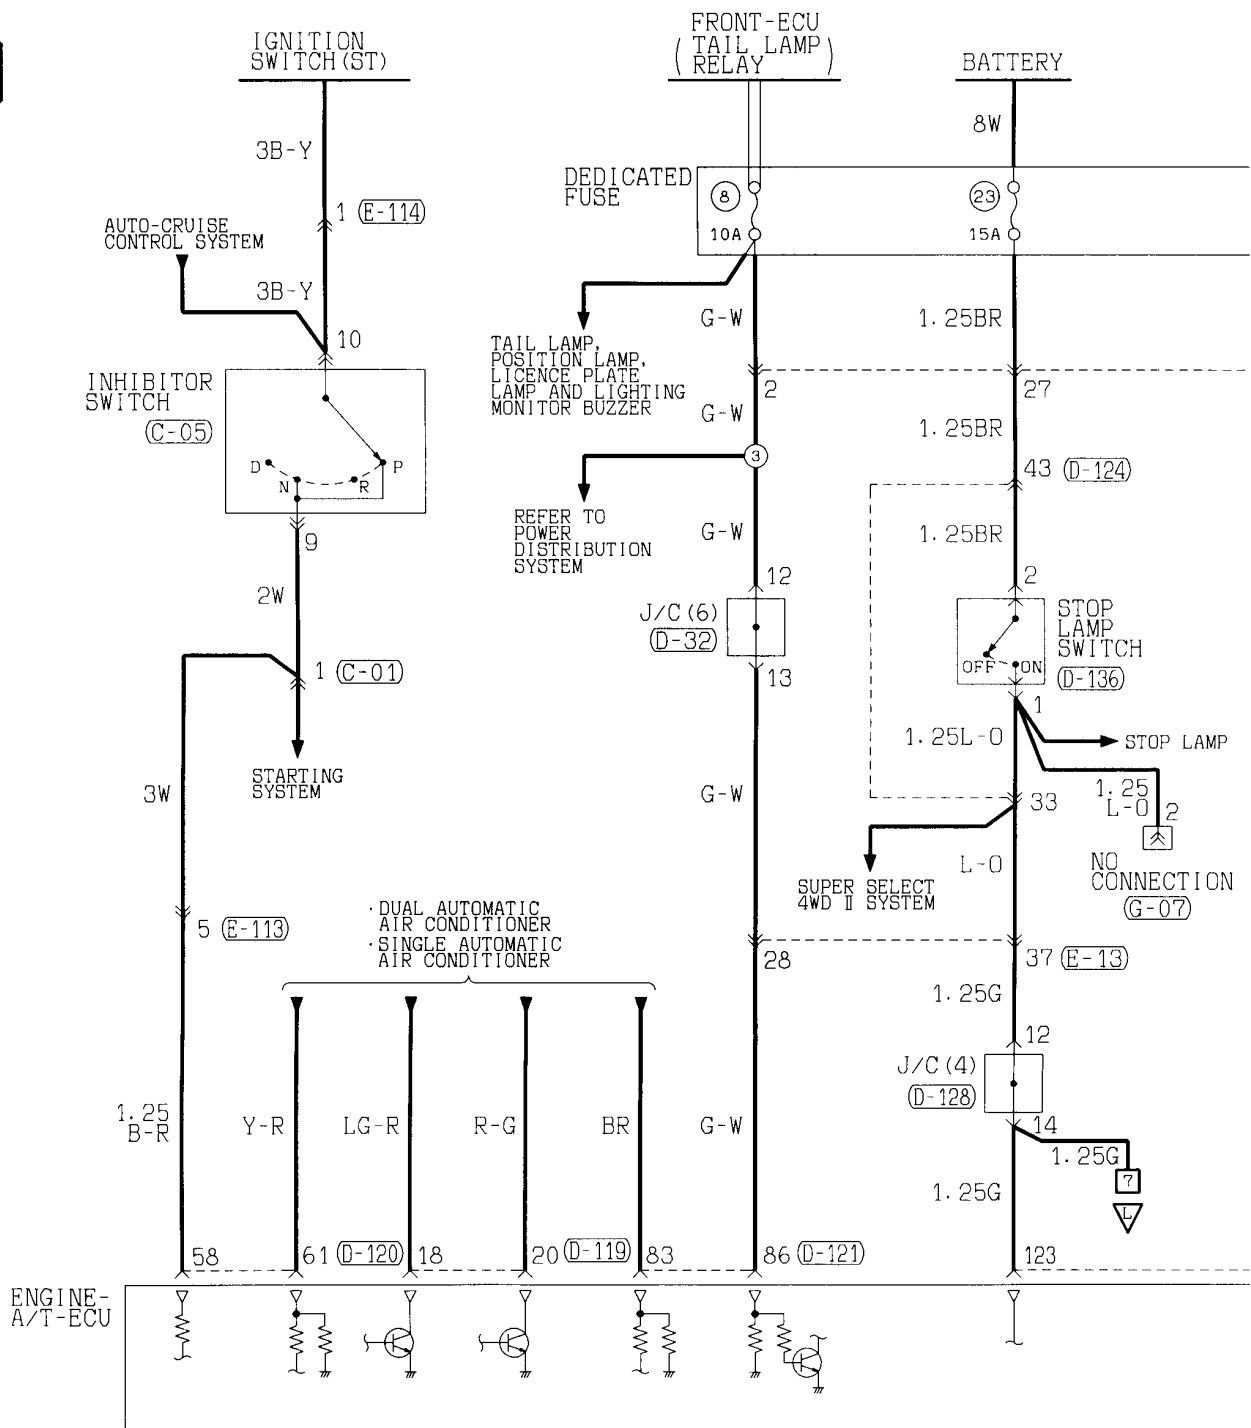 IGNITION
SWITCH(ST)
FRONT-ECU
(TAIL LAMP
RELAY)
BATTERY
3B-Y
8W
DEDICATED
FUSE
8
10A
23
15A
1 E-114
AUTO-CRUISE
CONTROL SYSTEM
3B-Y
10
G-W
1.25BR
TAIL LAMP,
POSITION LAMP,
LICENCE PLATE
LAMP AND LIGHTING
MONITOR BUZZER
INHIBITOR
SWITCH
C-05
D
N
R
P
2
27
G-W
1.25BR
3
43 D-124
REFER TO
POWER
DISTRIBUTION
SYSTEM
G-W
1.25BR
9
2W
12
2
J/C(6)
D-32
STOP
LAMP
SWITCH
D-136
OFF
ON
1 C-01
13
1
1.25L-O
STOP LAMP
STARTING
SYSTEM
3W
G-W
1.25
L-O
2
33
L-O
NO
CONNECTION
G-07
SUPER SELECT
4WD II SYSTEM
5 E-113
·DUAL AUTOMATIC
AIR CONDITIONER
·SINGLE AUTOMATIC
AIR CONDITIONER
28
37 E-13
1.25G
12
J/C(4)
D-128
1.25
B-R
Y-R
LG-R
R-G
BR
G-W
14
1.25G
7
L
1.25G
58
61 D-120 18
20 D-119 83
86 D-121
123
ENGINE-
A/T-ECU